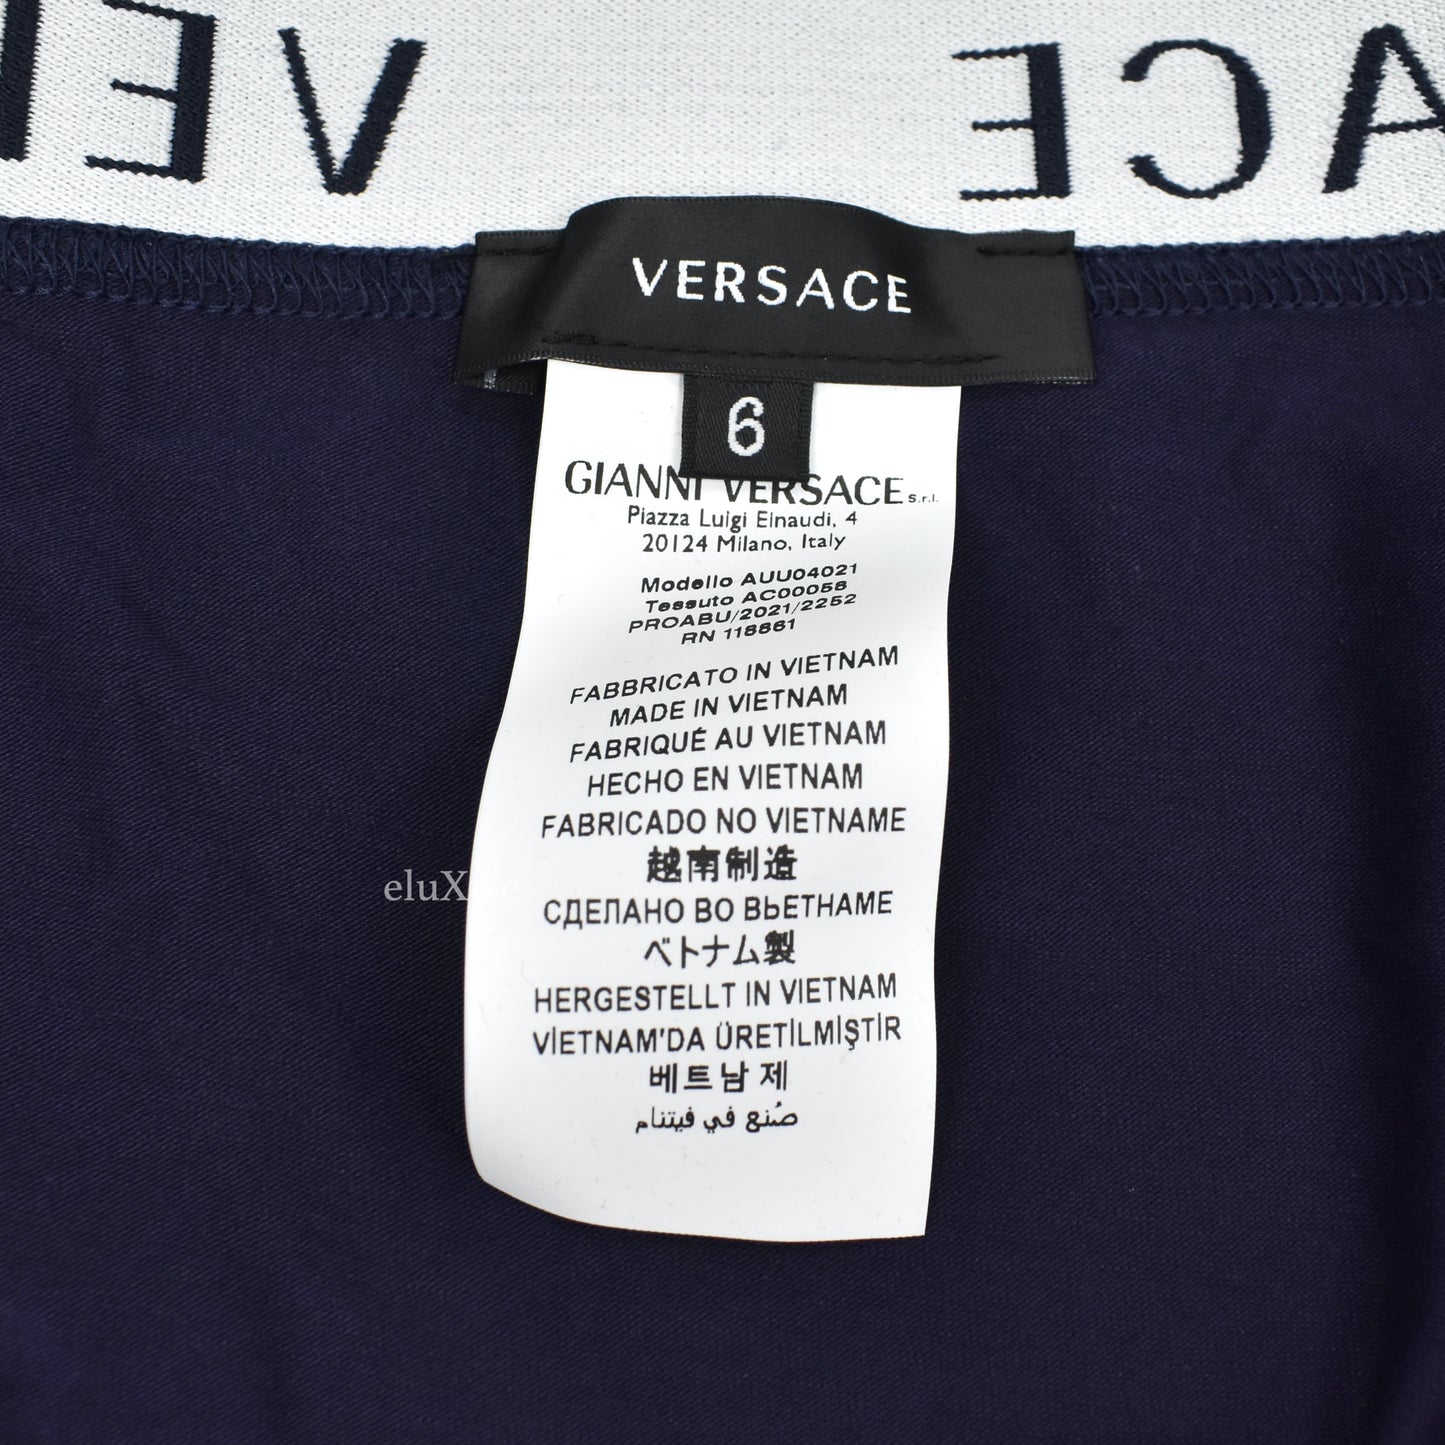 VERSACE
6
GIANNI VERSACE S.r.l.
Piazza Luigi Einaudi, 4
20124 Milano, Italy
Modello AUU04021
Tessuto AC00058
PROABU/2021/2252
RN 118861
FABBRICATO IN VIETNAM
MADE IN VIETNAM
FABRIQUÉ AU VIETNAM
HECHO EN VIETNAM
FABRICADO NO VIETNAME
越南制造
eluXive
СДЕЛАНО ВО ВЬЕТНАМЕ
ベトナム製
HERGESTELLT IN VIETNAM
VİETNAM'DA ÜRETİLMİŞTİR
베트남 제
صُنع في فيتنام